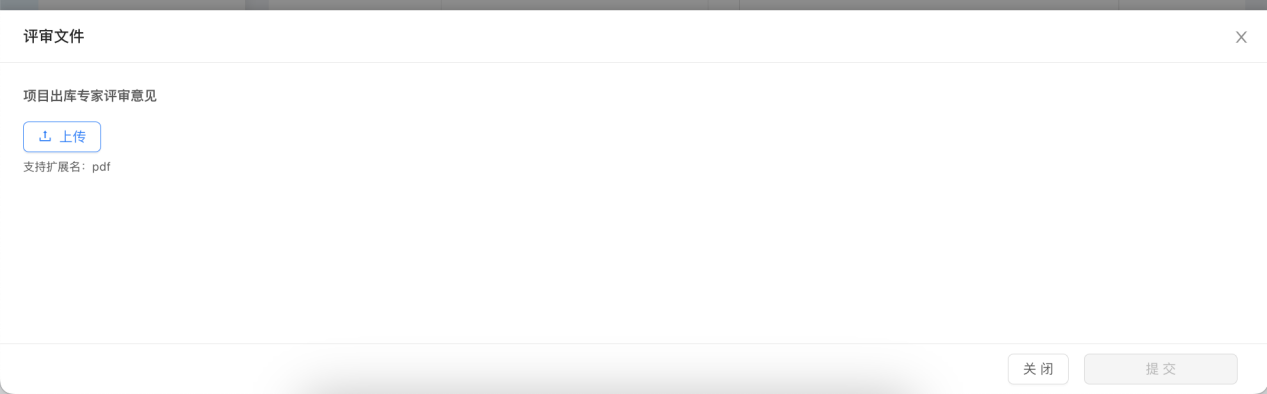 评审文件
项目出库专家评审意见
上传
支持扩展名：pdf
关 闭
提 交